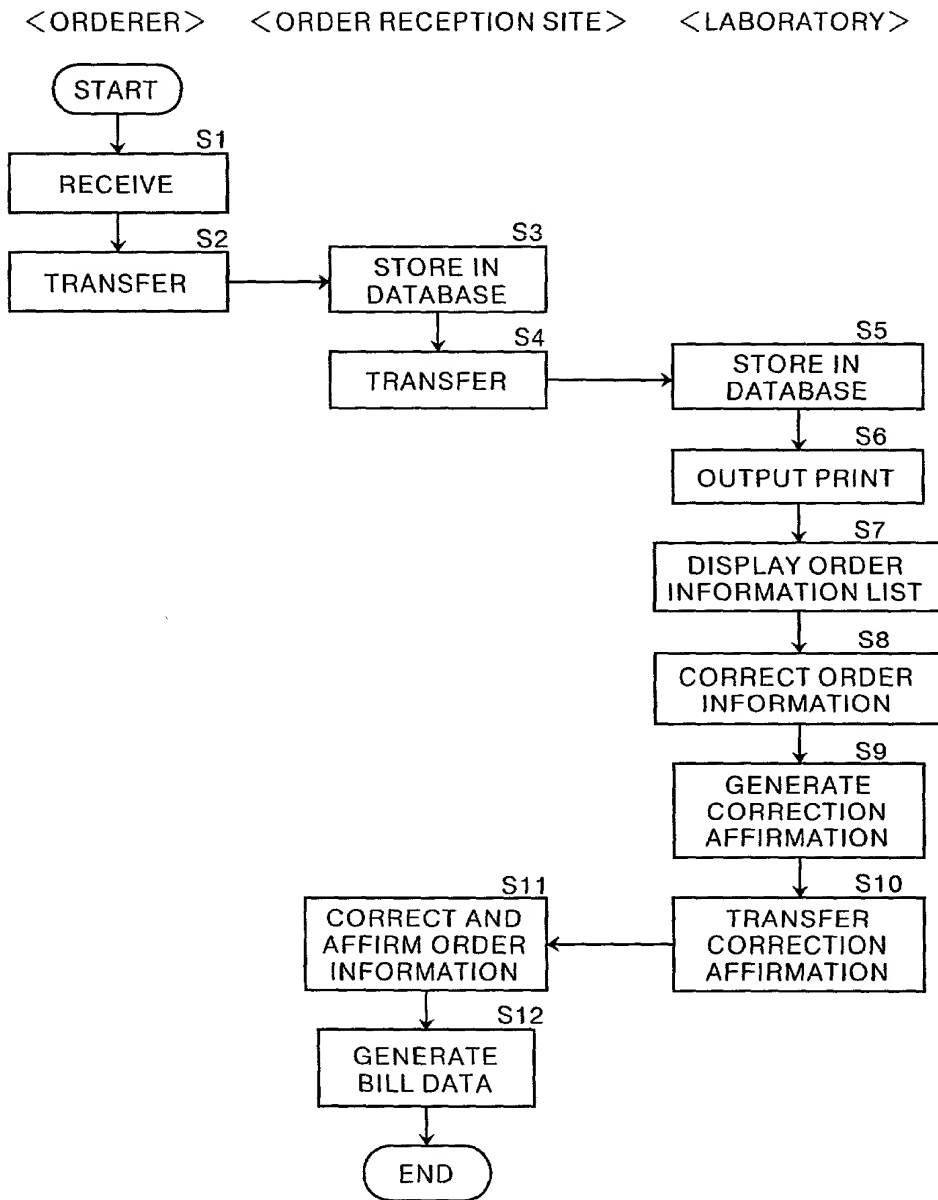 <ORDERER> <ORDER RECEPTION SITE> <LABORATORY>
START
S1
RECEIVE
S2
TRANSFER
S3
STORE IN
DATABASE
S4
TRANSFER
S5
STORE IN
DATABASE
S6
OUTPUT PRINT
S7
DISPLAY ORDER
INFORMATION LIST
S8
CORRECT ORDER
INFORMATION
S9
GENERATE
CORRECTION
AFFIRMATION
S10
TRANSFER
CORRECTION
AFFIRMATION
S11
CORRECT AND
AFFIRM ORDER
INFORMATION
S12
GENERATE
BILL DATA
END